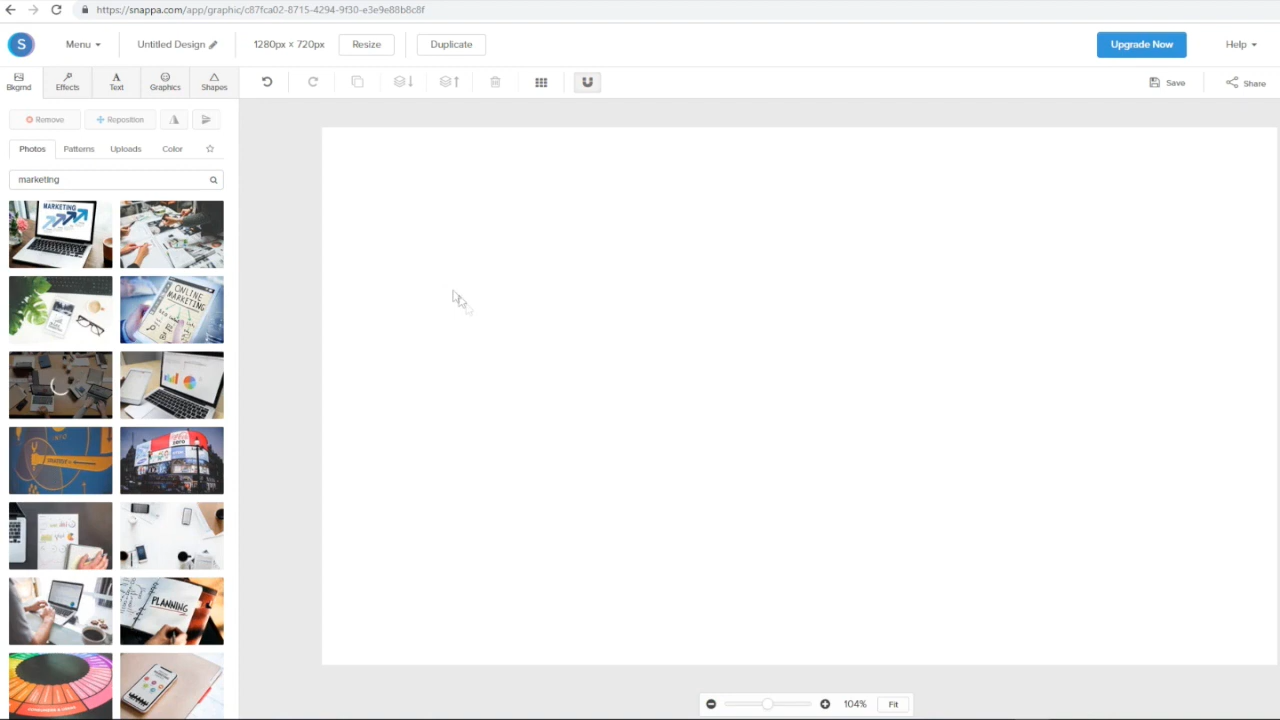 https://snappa.com/app/graphic/c87fca02-8715-4294-9f30-e3e9e88b8c8f
S Menu Untitled Design 1280px × 720px Resize Duplicate Upgrade Now Help
Bkgrnd Effects Text Graphics Shapes Save Share
Remove Reposition
Photos Patterns Uploads Color
marketing
MARKETING
ONLINE MARKETING
PLANNING
104% Fit